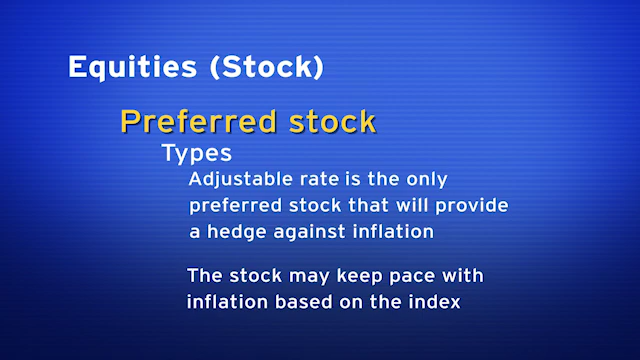 Equities (Stock)
Preferred stock
Types
Adjustable rate is the only
preferred stock that will provide
a hedge against inflation
The stock may keep pace with
inflation based on the index